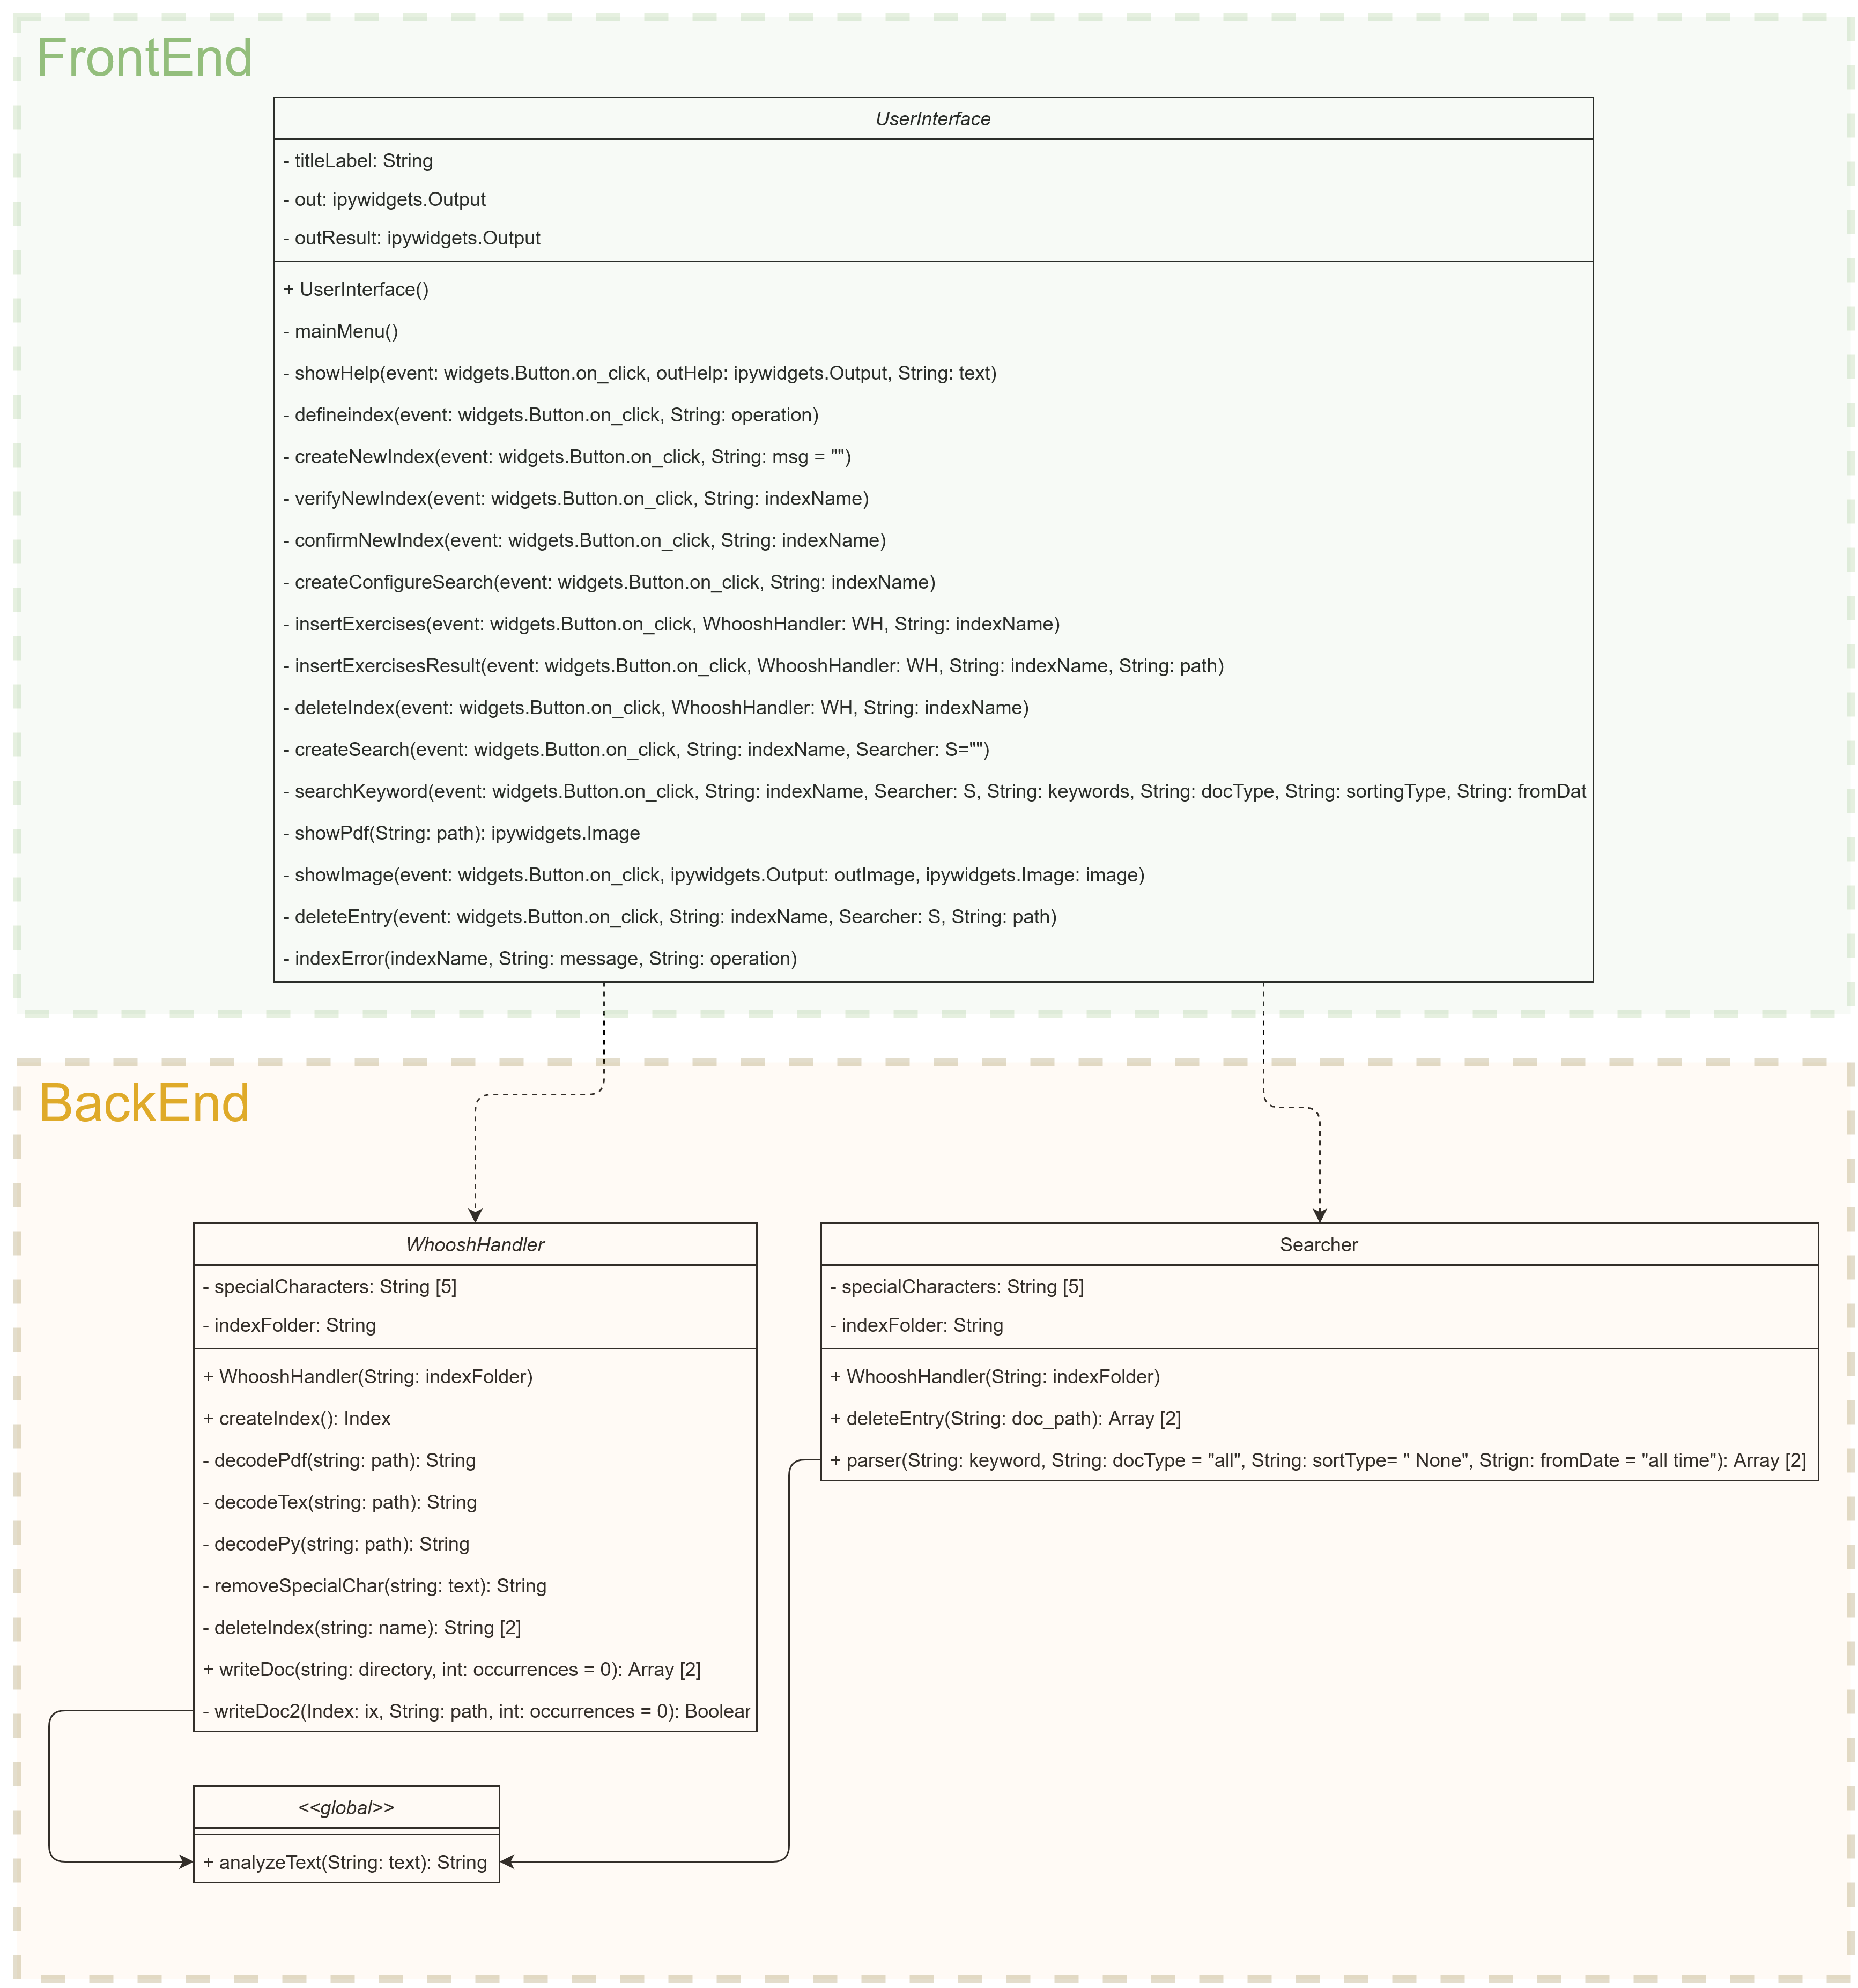 FrontEnd
UserInterface
- titleLabel: String
- out: ipywidgets.Output
- outResult: ipywidgets.Output
+ UserInterface()
- mainMenu()
- showHelp(event: widgets.Button.on_click, outHelp: ipywidgets.Output, String: text)
- defineindex(event: widgets.Button.on_click, String: operation)
- createNewIndex(event: widgets.Button.on_click, String: msg = "")
- verifyNewIndex(event: widgets.Button.on_click, String: indexName)
- confirmNewIndex(event: widgets.Button.on_click, String: indexName)
- createConfigureSearch(event: widgets.Button.on_click, String: indexName)
- insertExercises(event: widgets.Button.on_click, WhooshHandler: WH, String: indexName)
- insertExercisesResult(event: widgets.Button.on_click, WhooshHandler: WH, String: indexName, String: path)
- deleteIndex(event: widgets.Button.on_click, WhooshHandler: WH, String: indexName)
- createSearch(event: widgets.Button.on_click, String: indexName, Searcher: S="")
- searchKeyword(event: widgets.Button.on_click, String: indexName, Searcher: S, String: keywords, String: docType, String: sortingType, String: fromDat
- showPdf(String: path): ipywidgets.Image
- showImage(event: widgets.Button.on_click, ipywidgets.Output: outImage, ipywidgets.Image: image)
- deleteEntry(event: widgets.Button.on_click, String: indexName, Searcher: S, String: path)
- indexError(indexName, String: message, String: operation)
BackEnd
WhooshHandler
- specialCharacters: String [5]
- indexFolder: String
+ WhooshHandler(String: indexFolder)
+ createIndex(): Index
- decodePdf(string: path): String
- decodeTex(string: path): String
- decodePy(string: path): String
- removeSpecialChar(string: text): String
- deleteIndex(string: name): String [2]
+ writeDoc(string: directory, int: occurrences = 0): Array [2]
- writeDoc2(Index: ix, String: path, int: occurrences = 0): Boolean
Searcher
- specialCharacters: String [5]
- indexFolder: String
+ WhooshHandler(String: indexFolder)
+ deleteEntry(String: doc_path): Array [2]
+ parser(String: keyword, String: docType = "all", String: sortType= " None", Strign: fromDate = "all time"): Array [2]
<<global>>
+ analyzeText(String: text): String